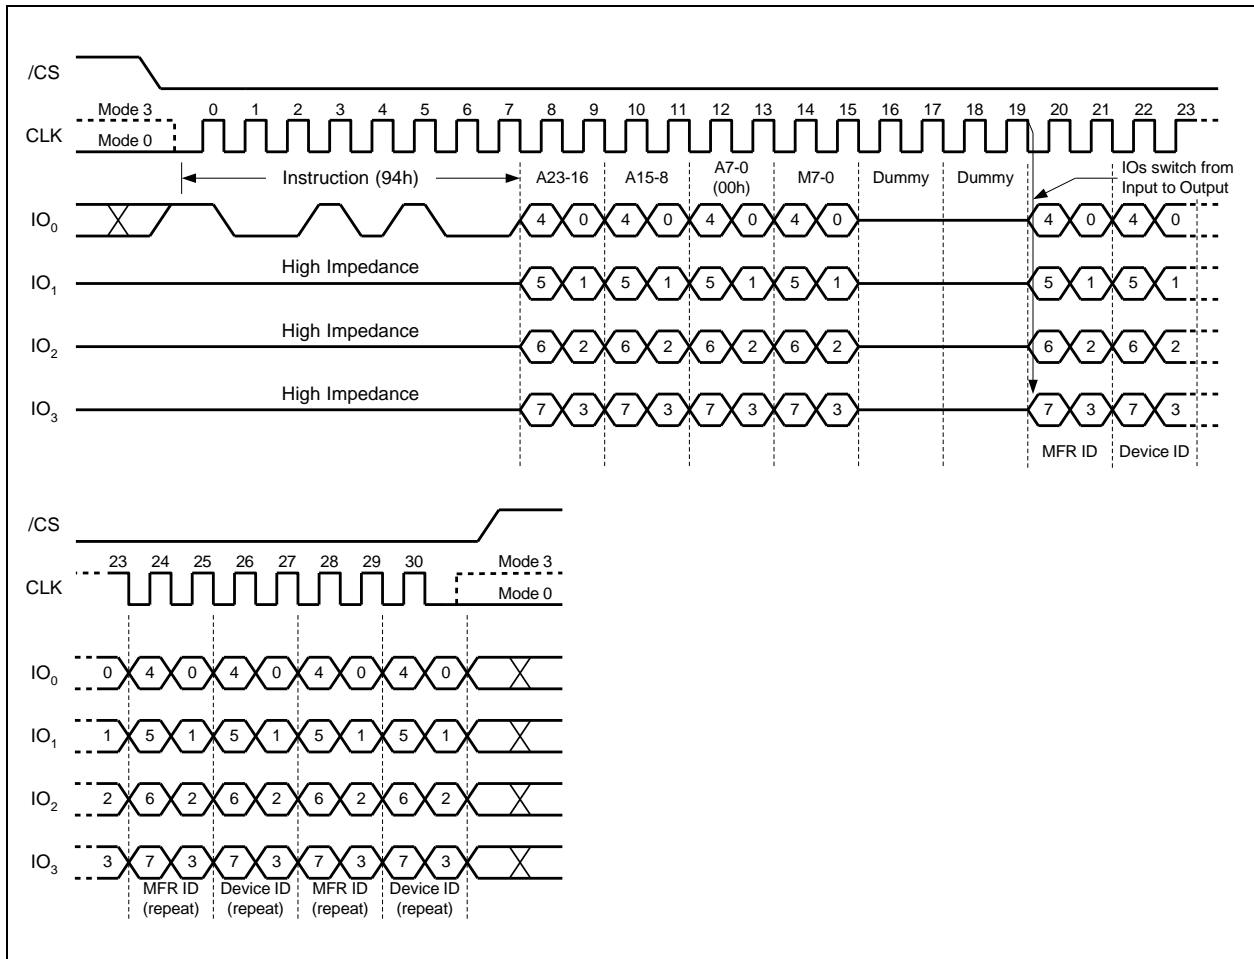 /CS
Mode 3 0 1 2 3 4 5 6 7 8 9 10 11 12 13 14 15 16 17 18 19 20 21 22 23
CLK Mode 0
Instruction (94h) A23-16 A15-8 A7-0 (00h) M7-0 Dummy Dummy IOs switch from Input to Output
IO0 4 0 4 0 4 0 4 0 4 0 4 0
High Impedance
IO1 5 1 5 1 5 1 5 1 5 1 5 1
High Impedance
IO2 6 2 6 2 6 2 6 2 6 2 6 2
High Impedance
IO3 7 3 7 3 7 3 7 3 7 3 7 3
MFR ID Device ID
/CS
23 24 25 26 27 28 29 30 Mode 3
CLK Mode 0
IO0 0 4 0 4 0 4 0 4 0
IO1 1 5 1 5 1 5 1 5 1
IO2 2 6 2 6 2 6 2 6 2
IO3 3 7 3 7 3 7 3 7 3
MFR ID Device ID MFR ID Device ID
(repeat) (repeat) (repeat) (repeat)